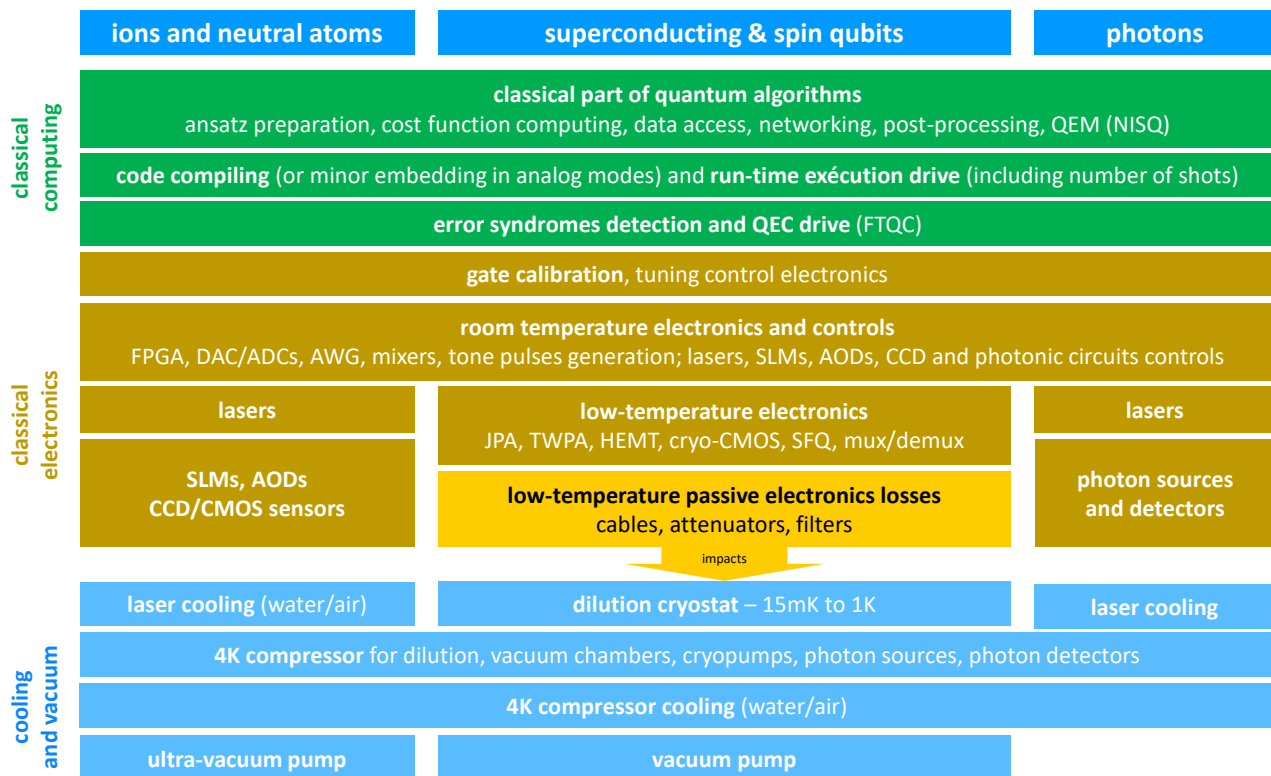 ions and neutral atoms
superconducting & spin qubits
photons
classical
computing
classical part of quantum algorithms
ansatz preparation, cost function computing, data access, networking, post-processing, QEM (NISQ)
code compiling (or minor embedding in analog modes) and run-time exécution drive (including number of shots)
error syndromes detection and QEC drive (FTQC)
classical
electronics
gate calibration, tuning control electronics
room temperature electronics and controls
FPGA, DAC/ADCs, AWG, mixers, tone pulses generation; lasers, SLMs, AODs, CCD and photonic circuits controls
lasers
low-temperature electronics
JPA, TWPA, HEMT, cryo-CMOS, SFQ, mux/demux
lasers
SLMs, AODs
CCD/CMOS sensors
low-temperature passive electronics losses
cables, attenuators, filters
photon sources
and detectors
impacts
cooling
and vacuum
laser cooling (water/air)
dilution cryostat – 15mK to 1K
laser cooling
4K compressor for dilution, vacuum chambers, cryopumps, photon sources, photon detectors
4K compressor cooling (water/air)
ultra-vacuum pump
vacuum pump